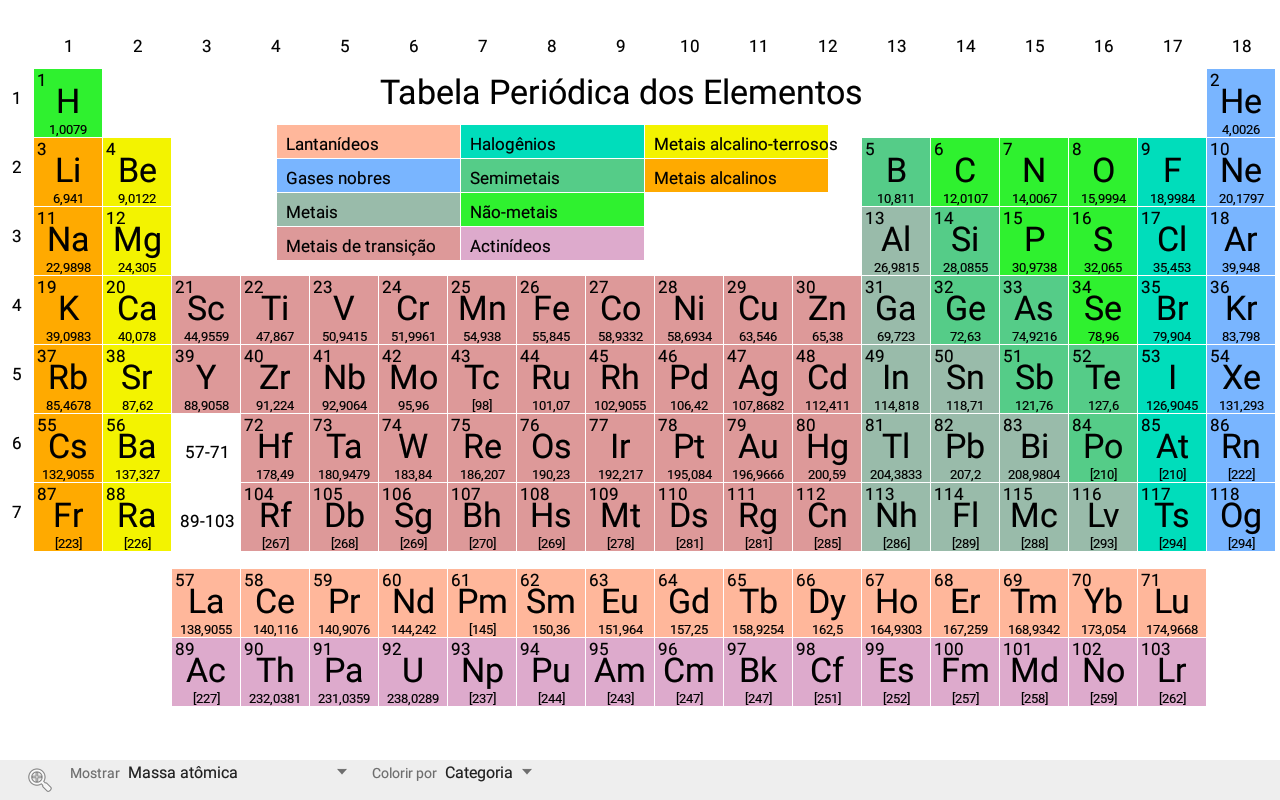 1 2 3 4 5 6 7 8 9 10 11 12 13 14 15 16 17 18
Tabela Periódica dos Elementos
Lantanídeos Halogênios Metais alcalino-terrosos
Gases nobres Semimetais Metais alcalinos
Metais Não-metais
Metais de transição Actinídeos
1
1 2
H He
1,0079 4,0026
2
3 4 5 6 7 8 9 10
Li Be B C N O F Ne
6,941 9,0122 10,811 12,0107 14,0067 15,9994 18,9984 20,1797
3
11 12 13 14 15 16 17 18
Na Mg Al Si P S Cl Ar
22,9898 24,305 26,9815 28,0855 30,9738 32,065 35,453 39,948
4
19 20 21 22 23 24 25 26 27 28 29 30 31 32 33 34 35 36
K Ca Sc Ti V Cr Mn Fe Co Ni Cu Zn Ga Ge As Se Br Kr
39,0983 40,078 44,9559 47,867 50,9415 51,9961 54,938 55,845 58,9332 58,6934 63,546 65,38 69,723 72,63 74,9216 78,96 79,904 83,798
5
37 38 39 40 41 42 43 44 45 46 47 48 49 50 51 52 53 54
Rb Sr Y Zr Nb Mo Tc Ru Rh Pd Ag Cd In Sn Sb Te I Xe
85,4678 87,62 88,9058 91,224 92,9064 95,96 [98] 101,07 102,9055 106,42 107,8682 112,411 114,818 118,71 121,76 127,6 126,9045 131,293
6
55 56 72 73 74 75 76 77 78 79 80 81 82 83 84 85 86
Cs Ba 57-71 Hf Ta W Re Os Ir Pt Au Hg Tl Pb Bi Po At Rn
132,9055 137,327 178,49 180,9479 183,84 186,207 190,23 192,217 195,084 196,9666 200,59 204,3833 207,2 208,9804 [210] [210] [222]
7
87 88 104 105 106 107 108 109 110 111 112 113 114 115 116 117 118
Fr Ra 89-103 Rf Db Sg Bh Hs Mt Ds Rg Cn Nh Fl Mc Lv Ts Og
[223] [226] [267] [268] [269] [270] [269] [278] [281] [281] [285] [286] [289] [288] [293] [294] [294]
57 58 59 60 61 62 63 64 65 66 67 68 69 70 71
La Ce Pr Nd Pm Sm Eu Gd Tb Dy Ho Er Tm Yb Lu
138,9055 140,116 140,9076 144,242 [145] 150,36 151,964 157,25 158,9254 162,5 164,9303 167,259 168,9342 173,054 174,9668
89 90 91 92 93 94 95 96 97 98 99 100 101 102 103
Ac Th Pa U Np Pu Am Cm Bk Cf Es Fm Md No Lr
[227] 232,0381 231,0359 238,0289 [237] [244] [243] [247] [247] [251] [252] [257] [258] [259] [262]
Mostrar Massa atômica Colorir por Categoria